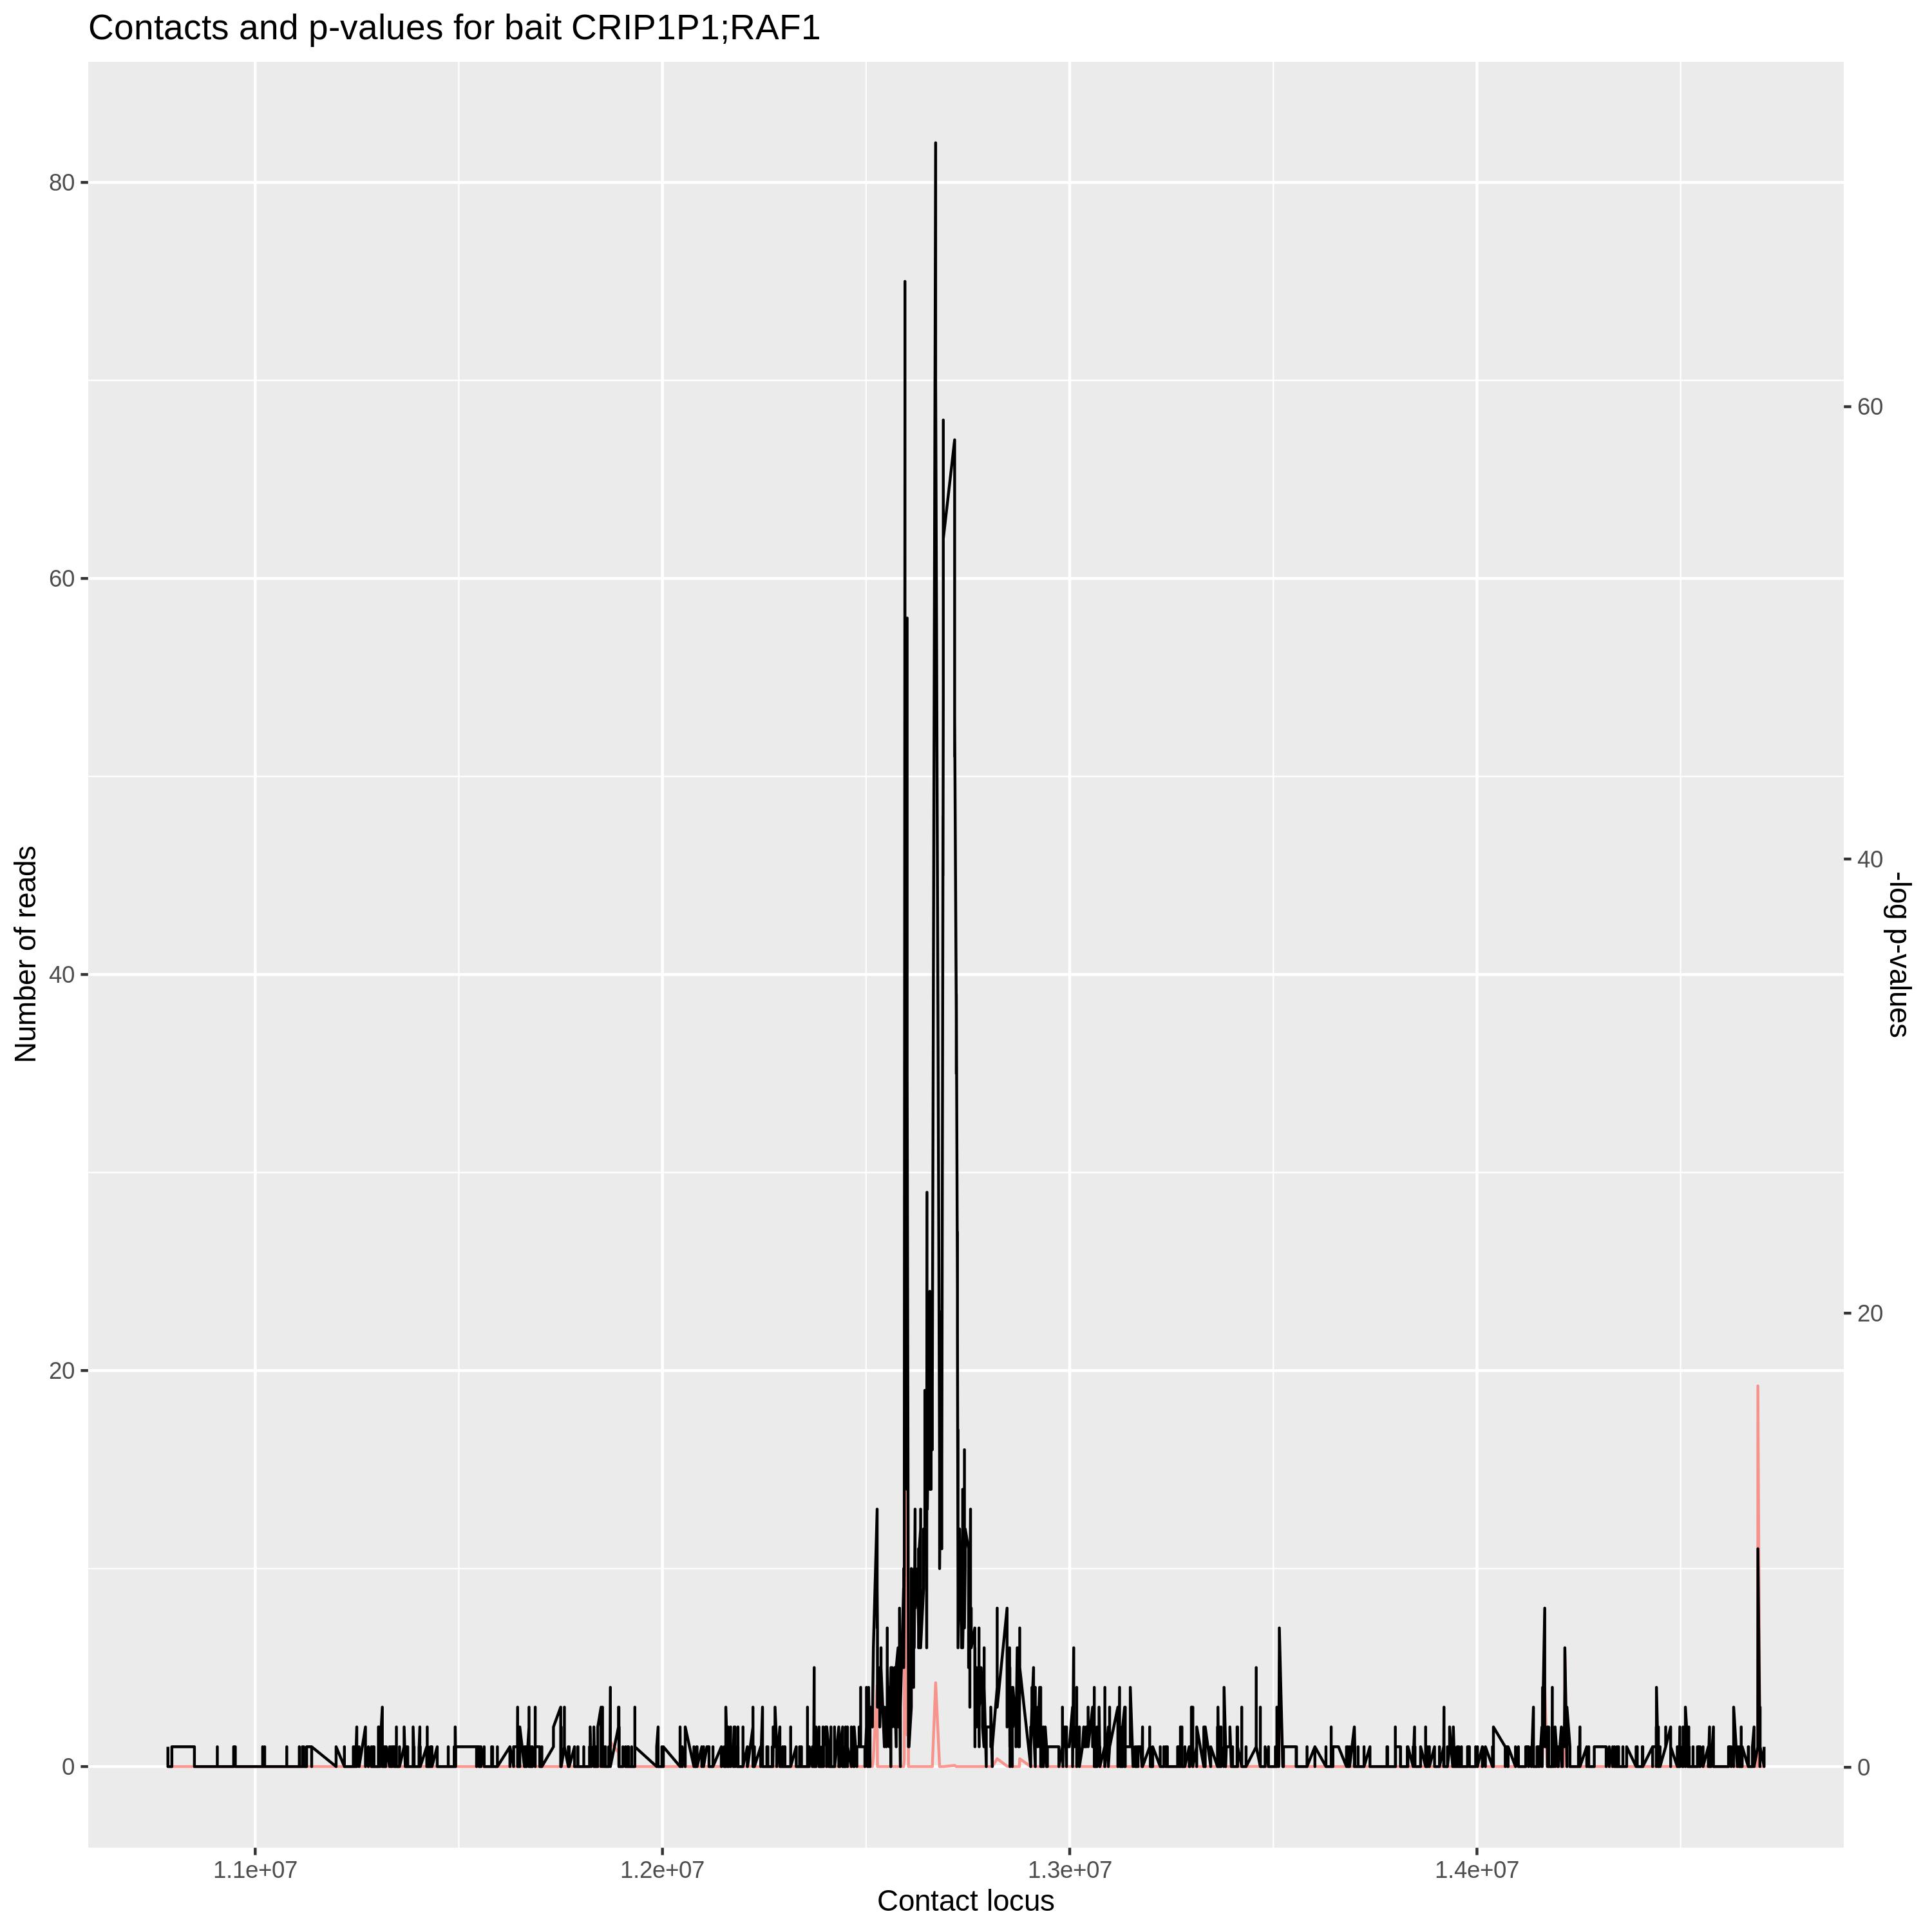 Contacts and p-values for bait CRIP1P1;RAF1
80
60
40
20
0
Number of reads
60
40
20
0
-log p-values
1.1e+07
1.2e+07
1.3e+07
1.4e+07
Contact locus